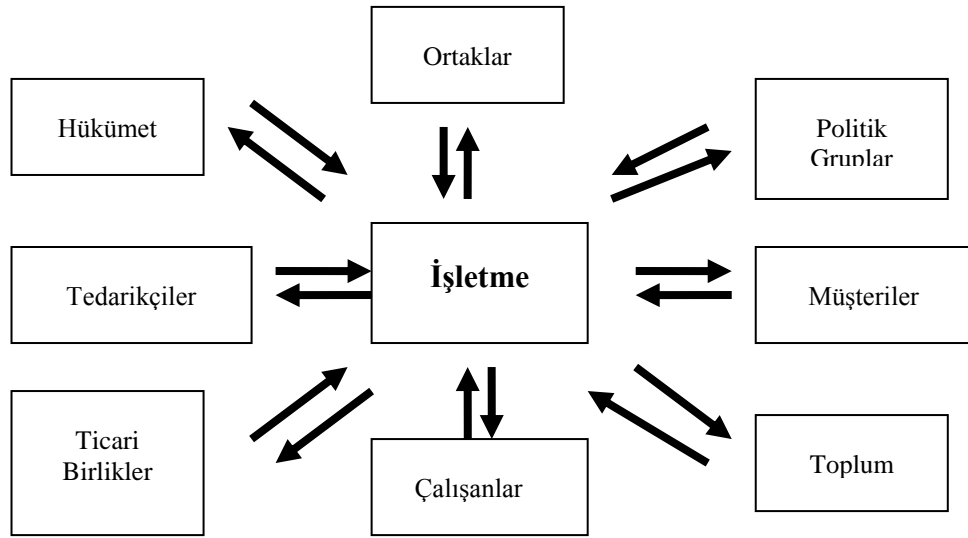 Ortaklar
Hükümet
Politik
Gruplar
Tedarikçiler
İşletme
Müşteriler
Ticari
Birlikler
Çalışanlar
Toplum